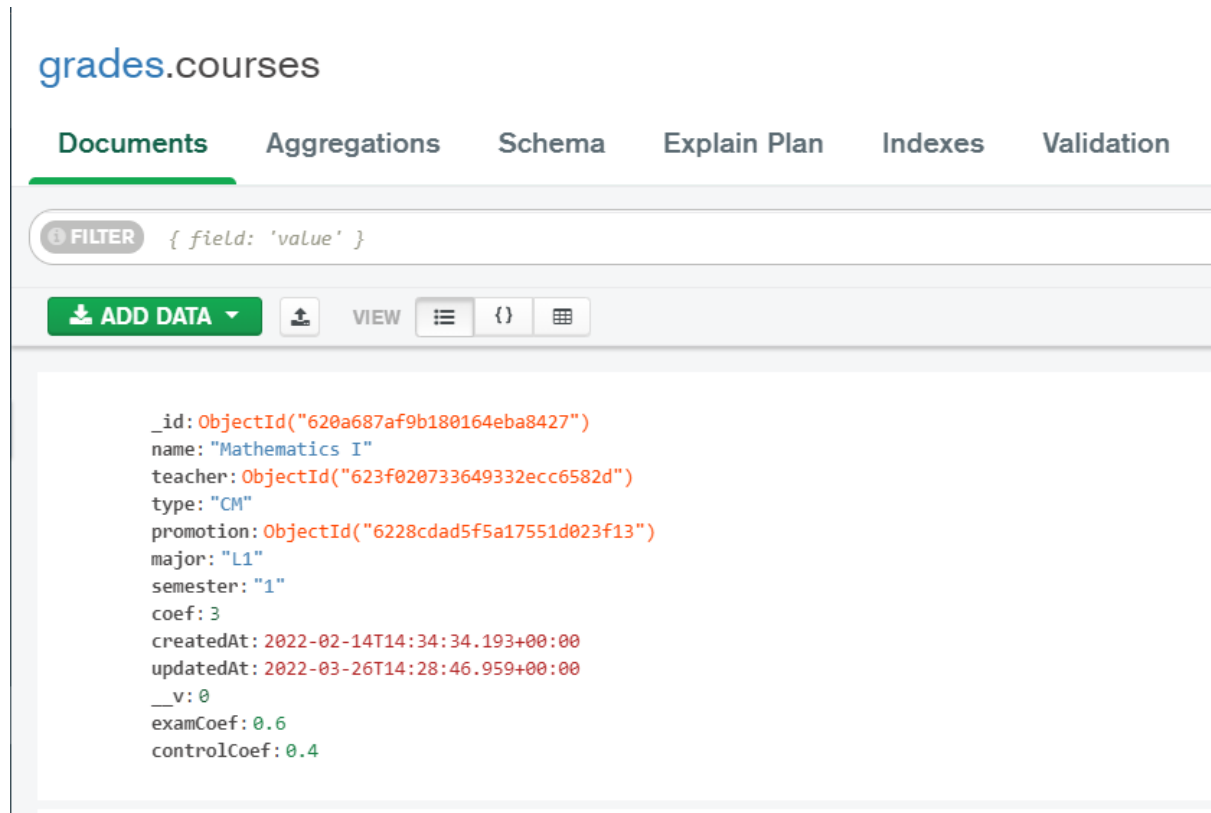 grades.courses
Documents Aggregations Schema Explain Plan Indexes Validation
FILTER { field: 'value' }
ADD DATA VIEW {}
_id: ObjectId("620a687af9b180164eba8427")
name: "Mathematics I"
teacher: ObjectId("623f020733649332ecc6582d")
type: "CM"
promotion: ObjectId("6228cdad5f5a17551d023f13")
major: "L1"
semester: "1"
coef: 3
createdAt: 2022-02-14T14:34:34.193+00:00
updatedAt: 2022-03-26T14:28:46.959+00:00
__v: 0
examCoef: 0.6
controlCoef: 0.4